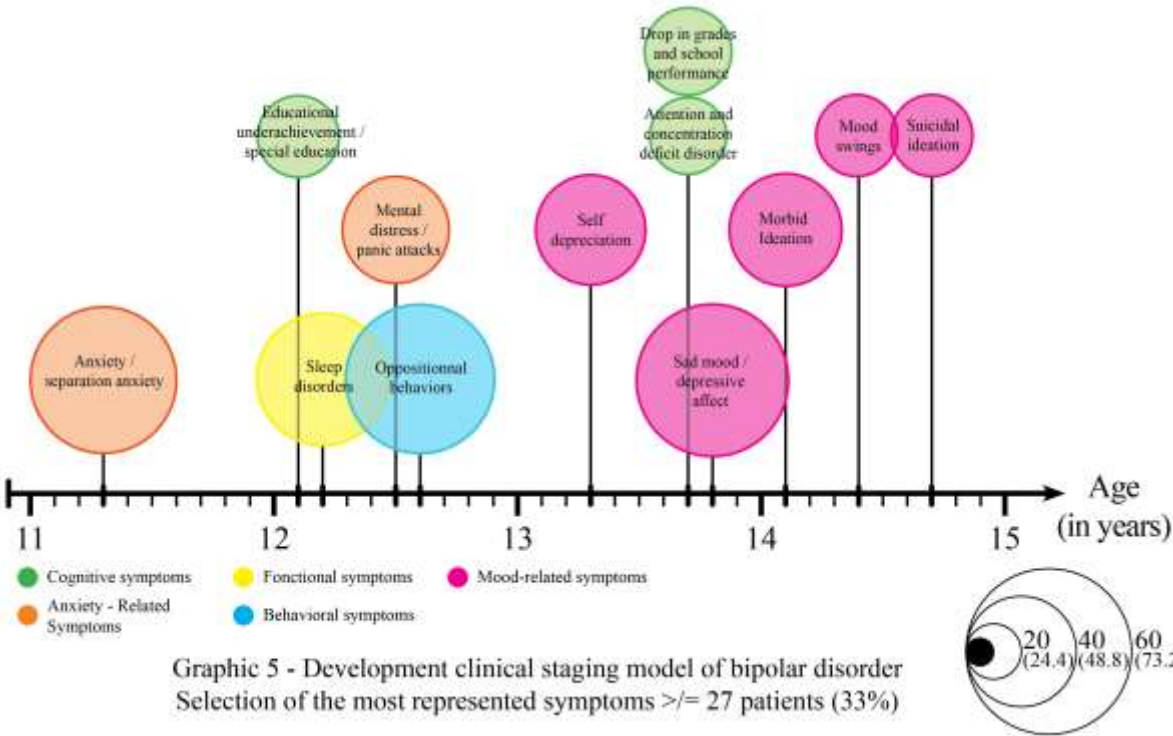 Drop in grades
and school
performance
Educational
underachievement /
special education
Attention and
concentration
deficit disorder
Mood
swings
Suicidal
ideation
Mental
distress /
panic attacks
Self
depreciation
Morbid
Ideation
Anxiety /
separation anxiety
Sleep
disorders
Oppositionnal
behaviors
Sad mood /
depressive
affect
11 12 13 14 15
Age
(in years)
Cognitive symptoms
Fonctional symptoms
Mood-related symptoms
Anxiety - Related
Symptoms
Behavioral symptoms
20 40 60
(24.4) (48.8) (73.2
Graphic 5 - Development clinical staging model of bipolar disorder
Selection of the most represented symptoms >/= 27 patients (33%)